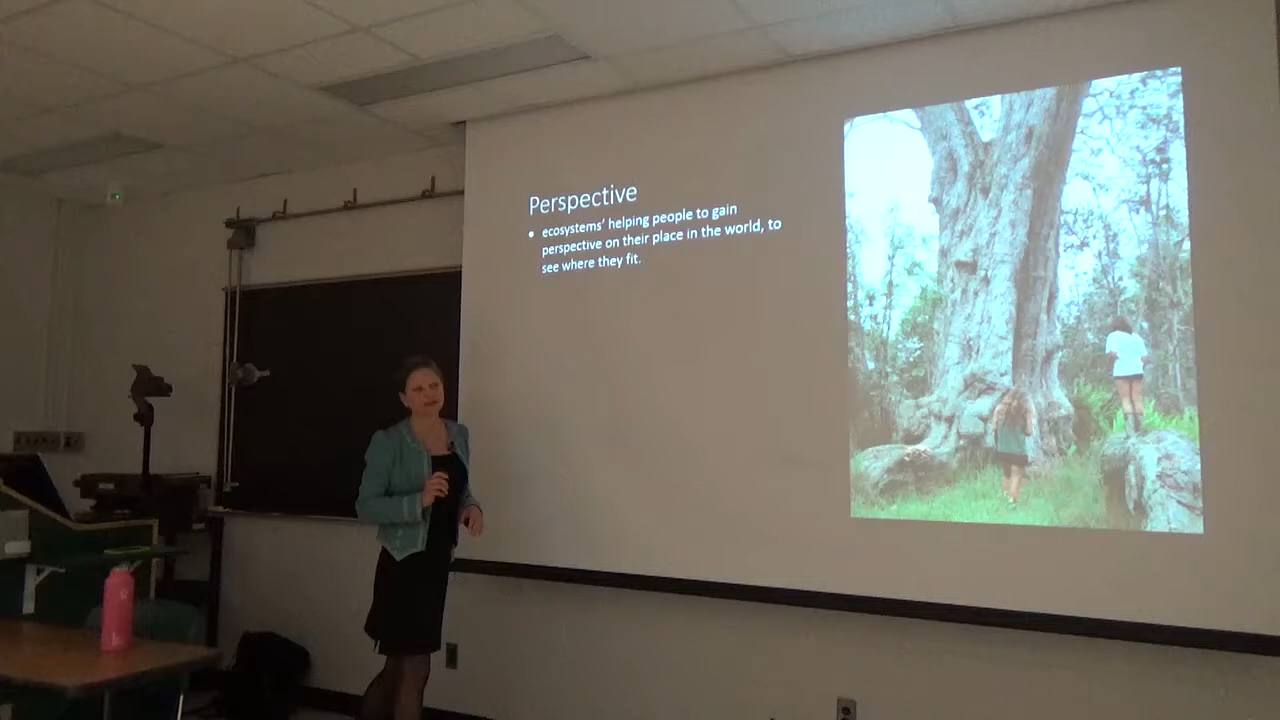 Perspective
• ecosystems' helping people to gain
perspective on their place in the world, to
see where they fit.